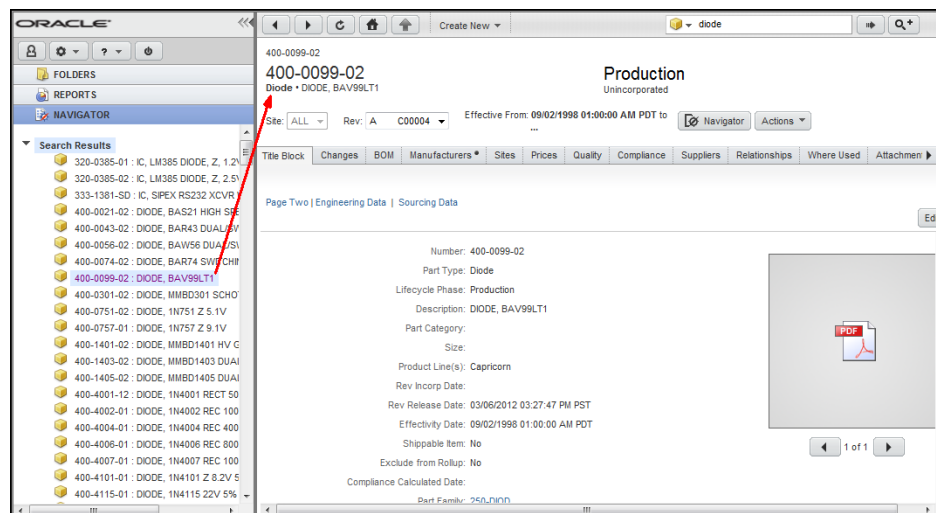 ORACLE
Create New
diode
?
FOLDERS
REPORTS
NAVIGATOR
Search Results
320-0385-01 : IC, LM385 DIODE, Z, 1.2V
320-0385-02 : IC, LM385 DIODE, Z, 2.5V
333-1381-SD : IC, SIPEX RS232 XCVR
400-0021-02 : DIODE, BAS21 HIGH SPE
400-0043-02 : DIODE, BAR43 DUAL/SW
400-0056-02 : DIODE, BAW56 DUAL/SW
400-0074-02 : DIODE, BAR74 SWITCHIN
400-0099-02 : DIODE, BAV99LT1
400-0301-02 : DIODE, MMBD301 SCHO
400-0751-02 : DIODE, 1N751 Z 5.1V
400-0757-01 : DIODE, 1N757 Z 9.1V
400-1401-02 : DIODE, MMBD1401 HV G
400-1403-02 : DIODE, MMBD1403 DUAL
400-1405-02 : DIODE, MMBD1405 DUAL
400-4001-12 : DIODE, 1N4001 RECT 50
400-4002-01 : DIODE, 1N4002 REC 100
400-4004-01 : DIODE, 1N4004 REC 400
400-4006-01 : DIODE, 1N4006 REC 800
400-4007-01 : DIODE, 1N4007 REC 100
400-4101-01 : DIODE, 1N4101 Z 8.2V 5
400-4115-01 : DIODE, 1N4115 22V 5%
400-0099-02
400-0099-02
Diode • DIODE, BAV99LT1
Production
Unincorporated
Site: ALL Rev: A C00004 Effective From: 09/02/1998 01:00:00 AM PDT to ...
Navigator Actions
Title Block Changes BOM Manufacturers • Sites Prices Quality Compliance Suppliers Relationships Where Used Attachmen
Page Two | Engineering Data | Sourcing Data
Ed
Number: 400-0099-02
Part Type: Diode
Lifecycle Phase: Production
Description: DIODE, BAV99LT1
Part Category:
Size:
Product Line(s): Capricorn
Rev Incorp Date:
Rev Release Date: 03/06/2012 03:27:47 PM PST
Effectivity Date: 09/02/1998 01:00:00 AM PDT
Shippable Item: No
Exclude from Rollup: No
Compliance Calculated Date:
Part Family: 250-DIOD
PDF
1 of 1